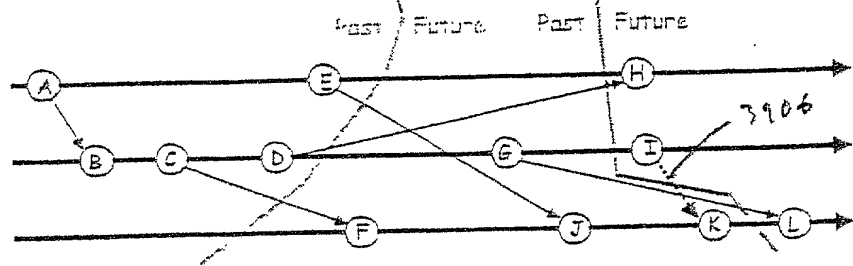 Past Future Past Future
A E H
3906
B C D G I
F J K L